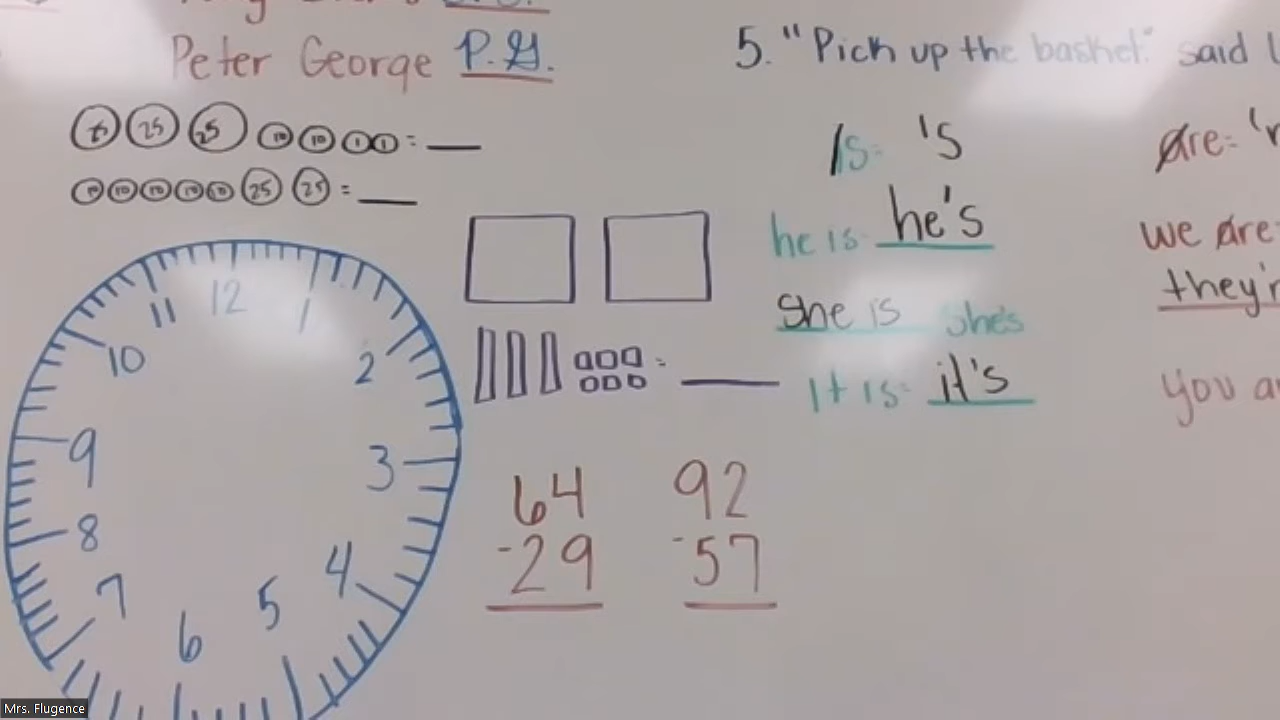 Peter George P.G.
5. "Pick up the basket." said
25 25 10 10 1 1 = ___
10 10 10 10 10 25 25 = ___
Is = 's
Are =
he is he's
we Are
She is she's
It is = it's
you
12
11 1
10 2
9 3
8 4
7 5
6
= ___
64 92
-29 -57
Mrs. Flugence